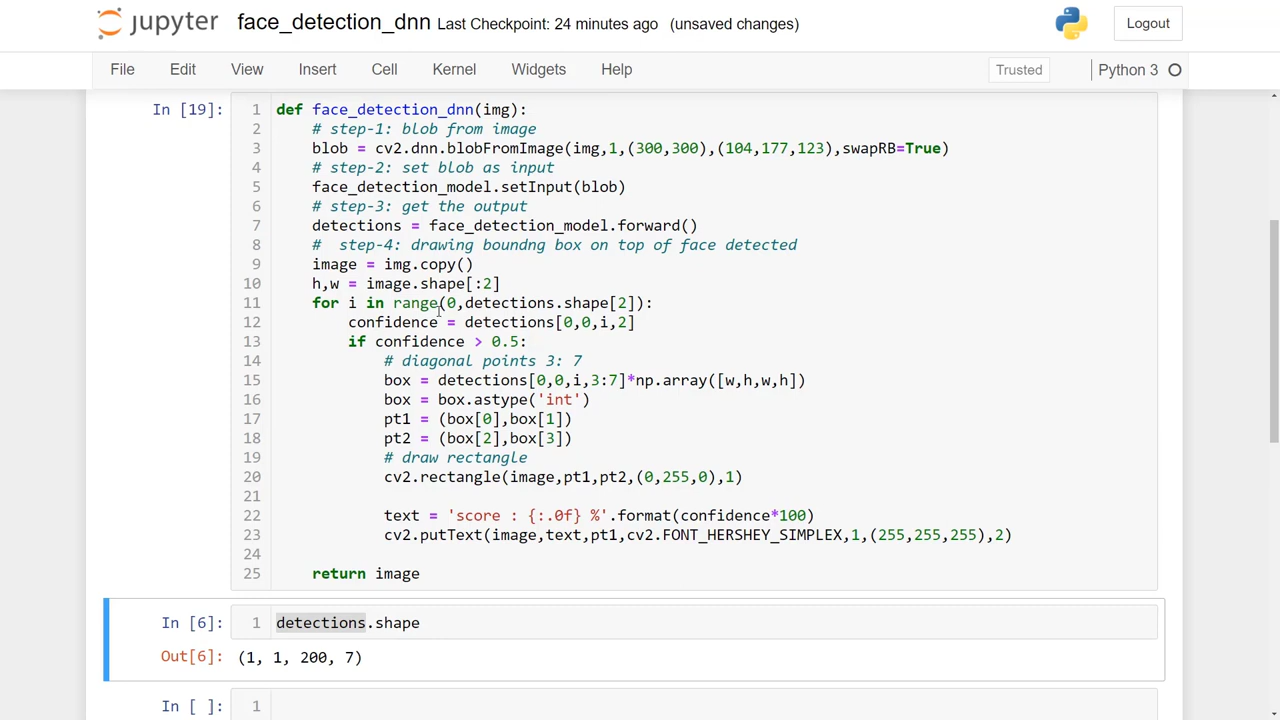 jupyter face_detection_dnn Last Checkpoint: 24 minutes ago (unsaved changes) Logout
File Edit View Insert Cell Kernel Widgets Help Trusted Python 3
In [19]: 1 def face_detection_dnn(img):
2 # step-1: blob from image
3 blob = cv2.dnn.blobFromImage(img,1,(300,300),(104,177,123),swapRB=True)
4 # step-2: set blob as input
5 face_detection_model.setInput(blob)
6 # step-3: get the output
7 detections = face_detection_model.forward()
8 #  step-4: drawing boundng box on top of face detected
9 image = img.copy()
10 h,w = image.shape[:2]
11 for i in range(0,detections.shape[2]):
12 confidence = detections[0,0,i,2]
13 if confidence > 0.5:
14 # diagonal points 3: 7
15 box = detections[0,0,i,3:7]*np.array([w,h,w,h])
16 box = box.astype('int')
17 pt1 = (box[0],box[1])
18 pt2 = (box[2],box[3])
19 # draw rectangle
20 cv2.rectangle(image,pt1,pt2,(0,255,0),1)
21
22 text = 'score : {:.0f} %'.format(confidence*100)
23 cv2.putText(image,text,pt1,cv2.FONT_HERSHEY_SIMPLEX,1,(255,255,255),2)
24
25 return image
In [6]: 1 detections.shape
Out[6]: (1, 1, 200, 7)
In [ ]: 1